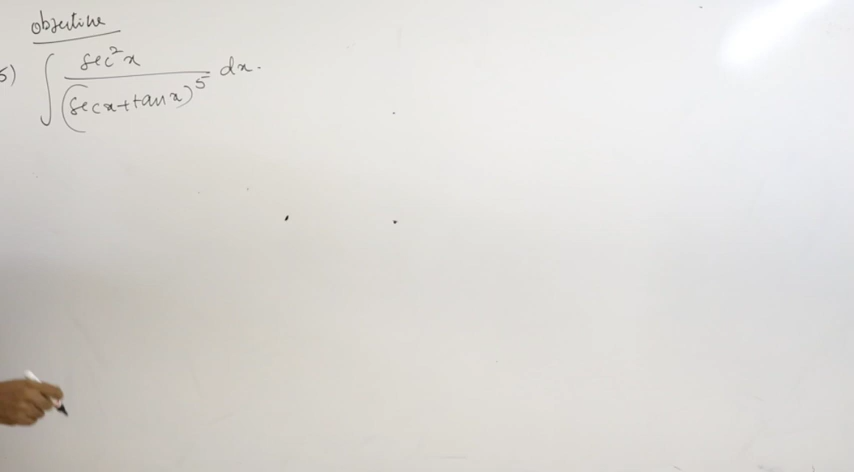 objective
5) ∫ sec²x / (secx+tanx)⁵ dx.